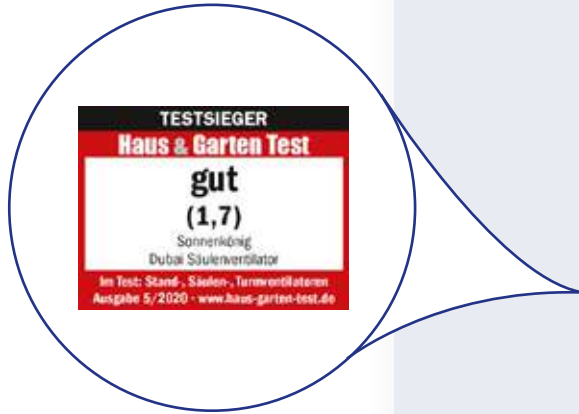 TESTSIEGER
Haus & Garten Test
gut
(1,7)
Sonnenkönig
Dubai Säulenventilator
Im Test: Stand-, Säulen-, Turmventilatoren
Ausgabe 5/2020 · www.haus-garten-test.de